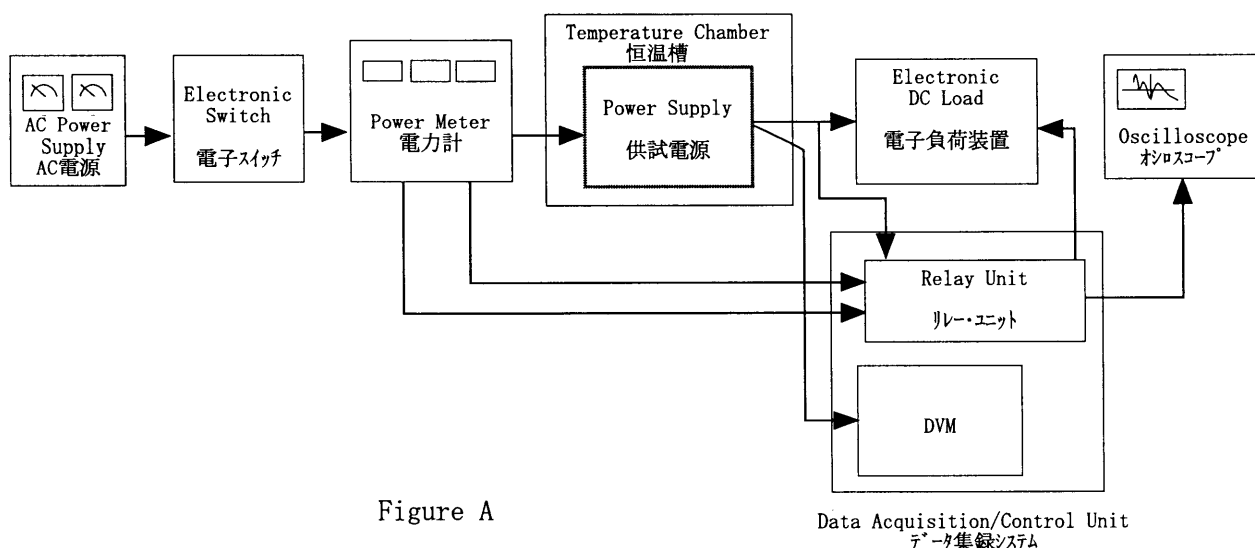 AC Power
Supply
AC電源
Electronic
Switch
電子スイッチ
Power Meter
電力計
Temperature Chamber
恒温槽
Power Supply
供試電源
Electronic
DC Load
電子負荷装置
Oscilloscope
オシロスコープ
Relay Unit
リレー・ユニット
DVM
Data Acquisition/Control Unit
データ集録システム
Figure A